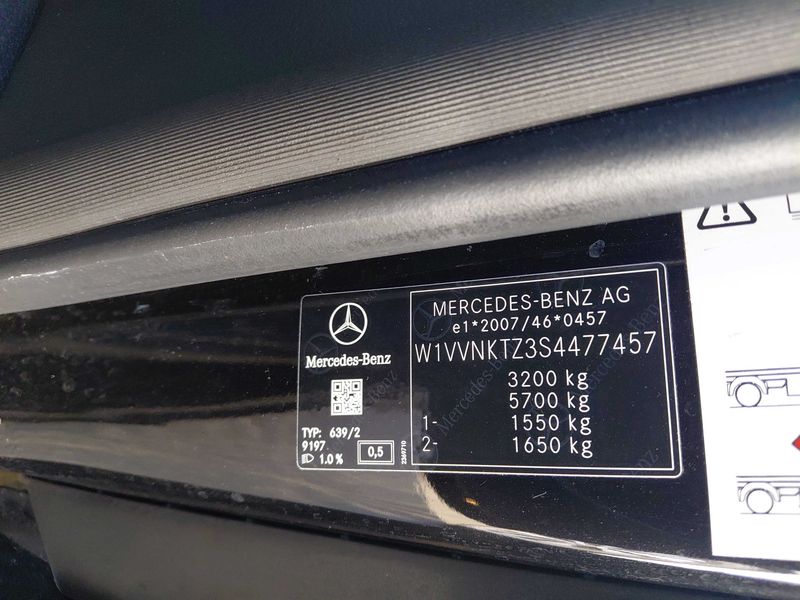 Mercedes-Benz
TYP: 639/2
9197
1.0 %
0,5
2369710
MERCEDES-BENZ AG
e1*2007/46*0457
W1VVNKTZ3S4477457
3200 kg
5700 kg
1- 1550 kg
2- 1650 kg